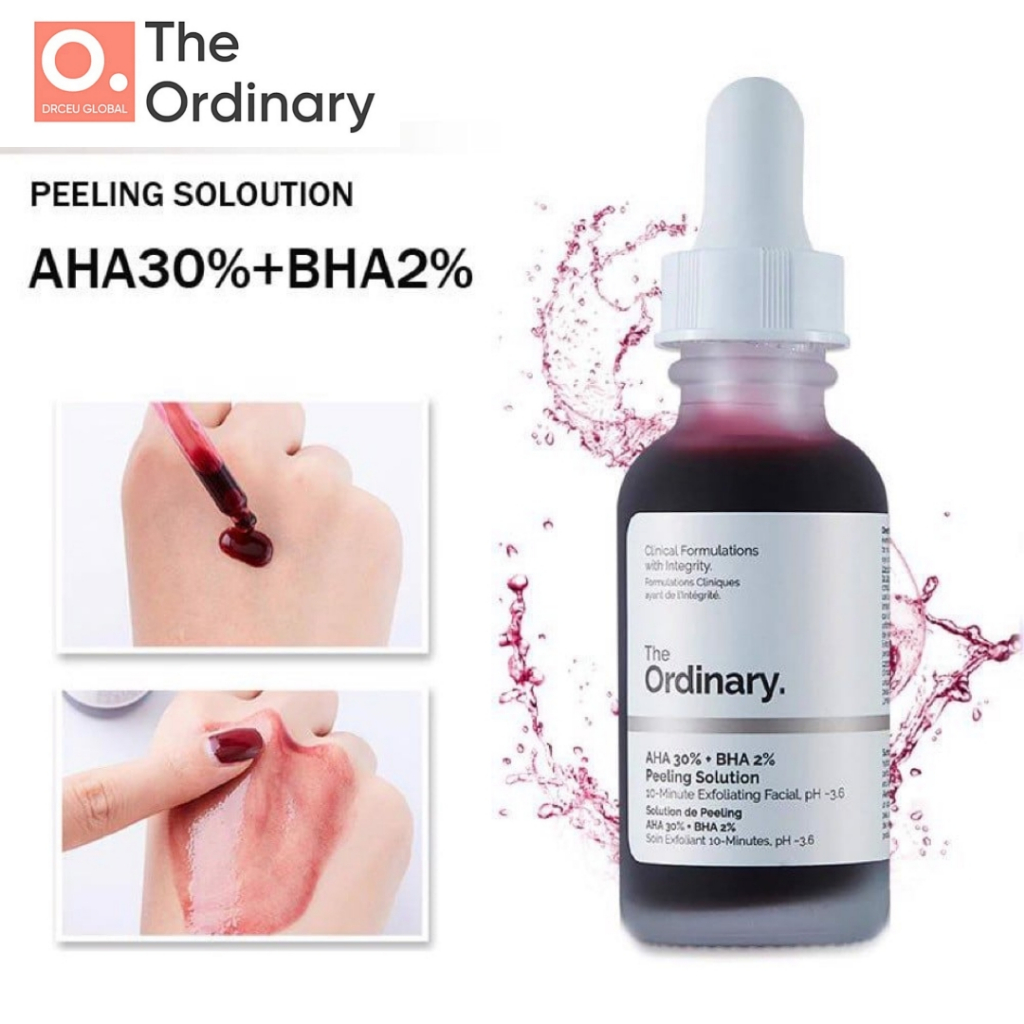 O.
DRCEU GLOBAL
The
Ordinary
PEELING SOLOUTION
AHA30%+BHA2%
Clinical Formulations
with Integrity.
Formulations Cliniques
ayant de l'intégrité.
The
Ordinary.
AHA 30% + BHA 2%
Peeling Solution
10-Minute Exfoliating Facial, pH ~3.6
Solution de Peeling
AHA 30% + BHA 2%
Soin Exfoliant 10-Minutes, pH ~3.6